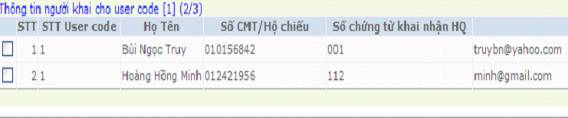 Thông tin người khai cho user code [1] (2/3)
STT STT User code Họ Tên Số CMT/Hộ chiếu Số chứng từ khai nhận HQ
1 1 Bùi Ngọc Truy 010156842 001 truybn@yahoo.com
2 1 Hoàng Hồng Minh 012421956 112 minh@gmail.com